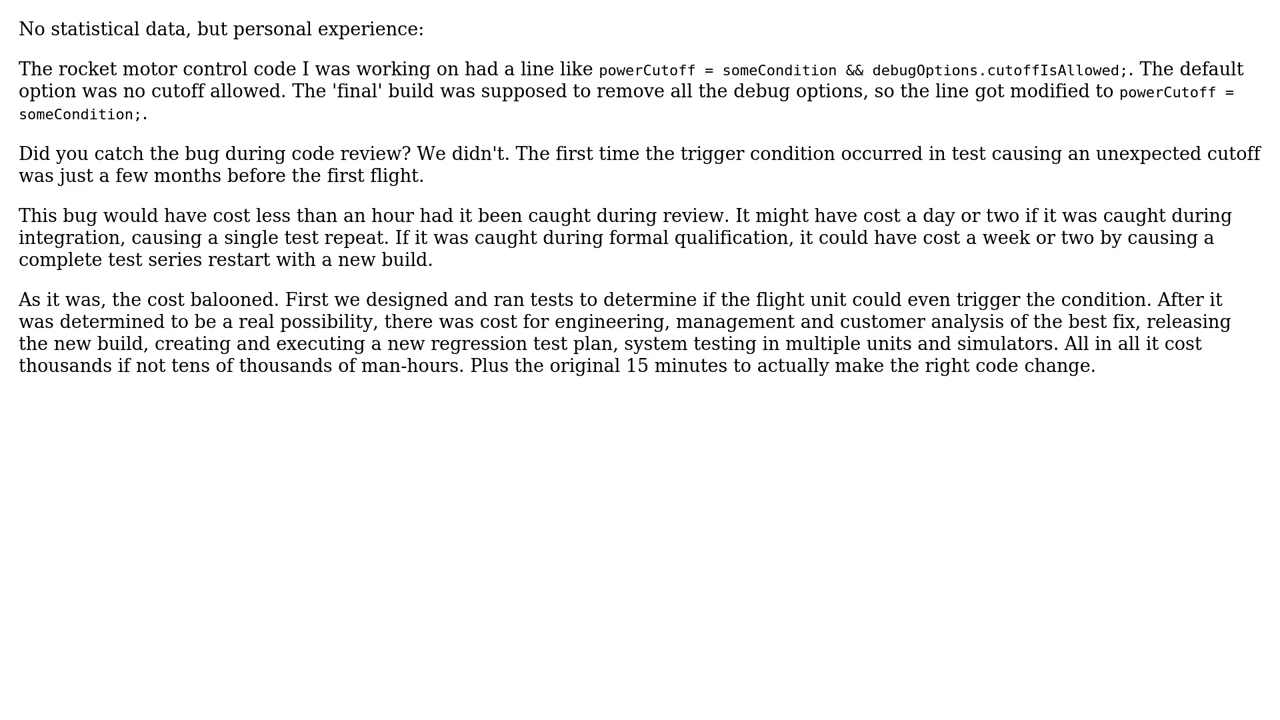 No statistical data, but personal experience:
The rocket motor control code I was working on had a line like powerCutoff = someCondition && debugOptions.cutoffIsAllowed;. The default
option was no cutoff allowed. The 'final' build was supposed to remove all the debug options, so the line got modified to powerCutoff =
someCondition;.
Did you catch the bug during code review? We didn't. The first time the trigger condition occurred in test causing an unexpected cutoff
was just a few months before the first flight.
This bug would have cost less than an hour had it been caught during review. It might have cost a day or two if it was caught during
integration, causing a single test repeat. If it was caught during formal qualification, it could have cost a week or two by causing a
complete test series restart with a new build.
As it was, the cost balooned. First we designed and ran tests to determine if the flight unit could even trigger the condition. After it
was determined to be a real possibility, there was cost for engineering, management and customer analysis of the best fix, releasing
the new build, creating and executing a new regression test plan, system testing in multiple units and simulators. All in all it cost
thousands if not tens of thousands of man-hours. Plus the original 15 minutes to actually make the right code change.